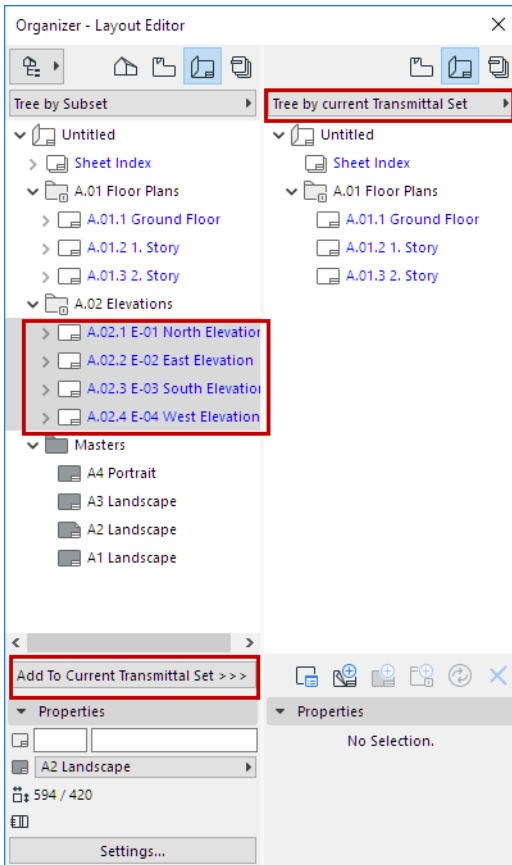 Organizer - Layout Editor
Tree by Subset
Untitled
Sheet Index
A.01 Floor Plans
A.01.1 Ground Floor
A.01.2 1. Story
A.01.3 2. Story
A.02 Elevations
A.02.1 E-01 North Elevation
A.02.2 E-02 East Elevation
A.02.3 E-03 South Elevation
A.02.4 E-04 West Elevation
Masters
A4 Portrait
A3 Landscape
A2 Landscape
A1 Landscape
Add To Current Transmittal Set >>>
Properties
A2 Landscape
594 / 420
Settings...
Tree by current Transmittal Set
Untitled
Sheet Index
A.01 Floor Plans
A.01.1 Ground Floor
A.01.2 1. Story
A.01.3 2. Story
Properties
No Selection.